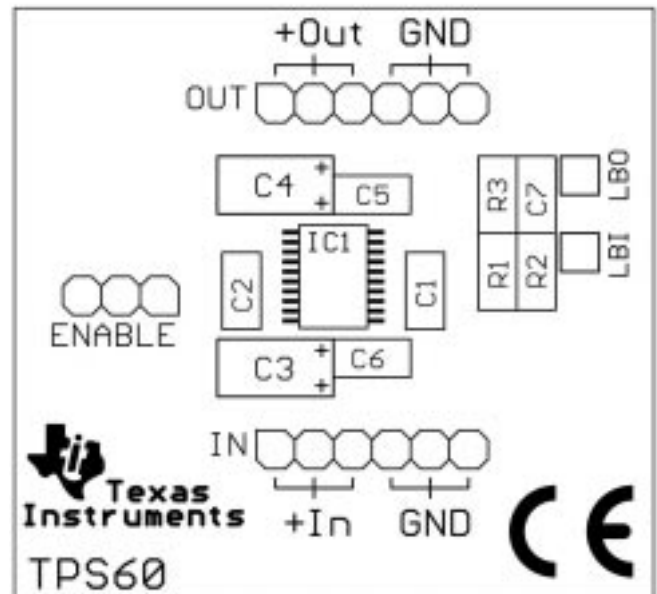 +Out GND
OUT
C4 + +
C5
R3 C7 LBO
IC1
R1 R2 LBI
C2
C1
ENABLE
C3 + +
C6
IN
+In GND
Texas
Instruments
CE
TPS60